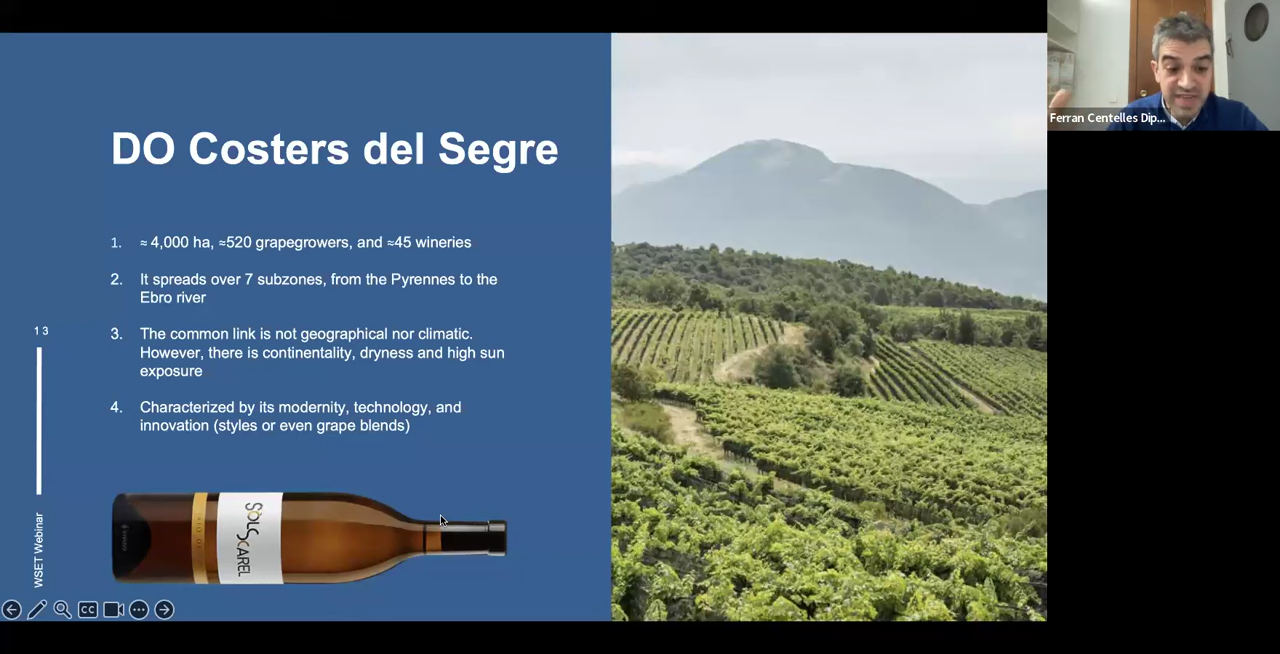 DO Costers del Segre
1. ≈ 4,000 ha, ≈520 grapegrowers, and ≈45 wineries
2. It spreads over 7 subzones, from the Pyrennes to the
Ebro river
3. The common link is not geographical nor climatic.
However, there is continentality, dryness and high sun
exposure
4. Characterized by its modernity, technology, and
innovation (styles or even grape blends)
13
WSET Webinar
SÒLS
SCAREL
CC
Ferran Centelles Dip...